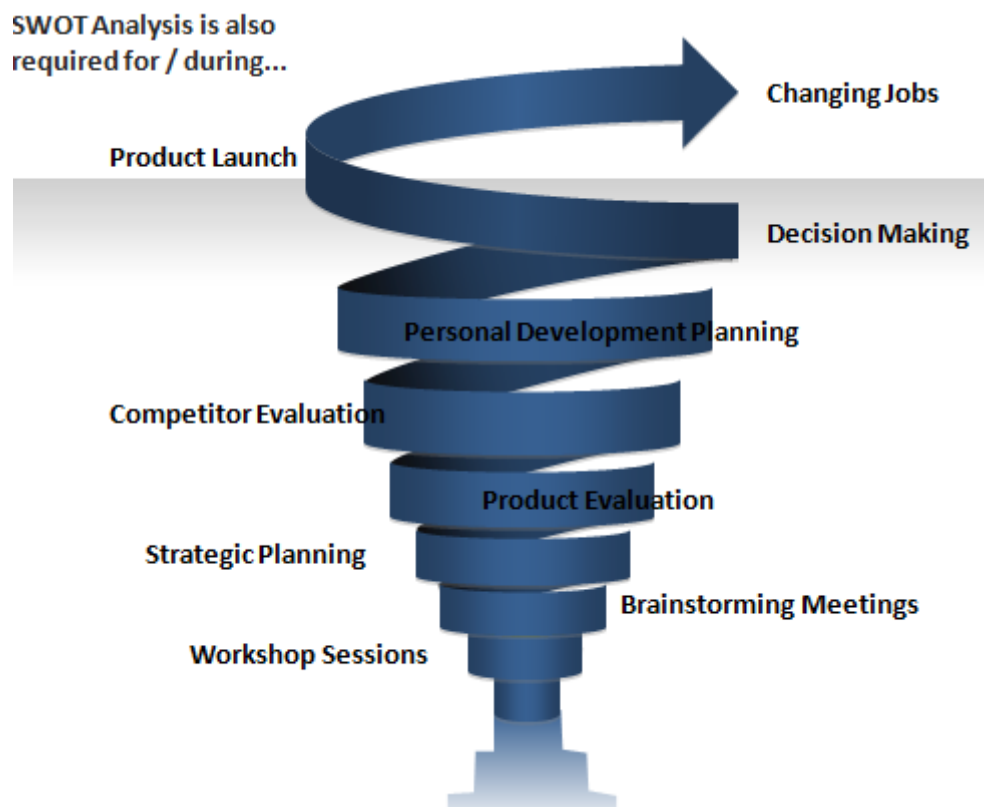 SWOT Analysis is also
required for / during...
Changing Jobs
Product Launch
Decision Making
Personal Development Planning
Competitor Evaluation
Product Evaluation
Strategic Planning
Brainstorming Meetings
Workshop Sessions